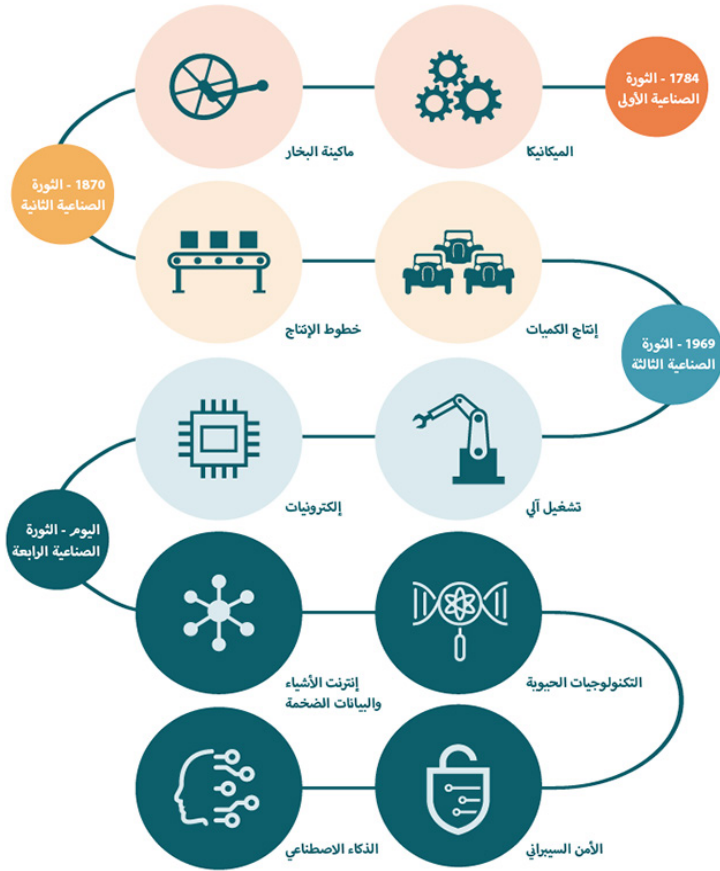 1784 - الثورة
الصناعية الأولى
الميكانيكا
ماكينة البخار
1870 - الثورة
الصناعية الثانية
خطوط الإنتاج
إنتاج الكميات
1969 - الثورة
الصناعية الثالثة
تشغيل آلي
إلكترونيات
اليوم - الثورة
الصناعية الرابعة
إنترنت الأشياء
والبيانات الضخمة
التكنولوجيات الحيوية
الأمن السيبراني
الذكاء الاصطناعي